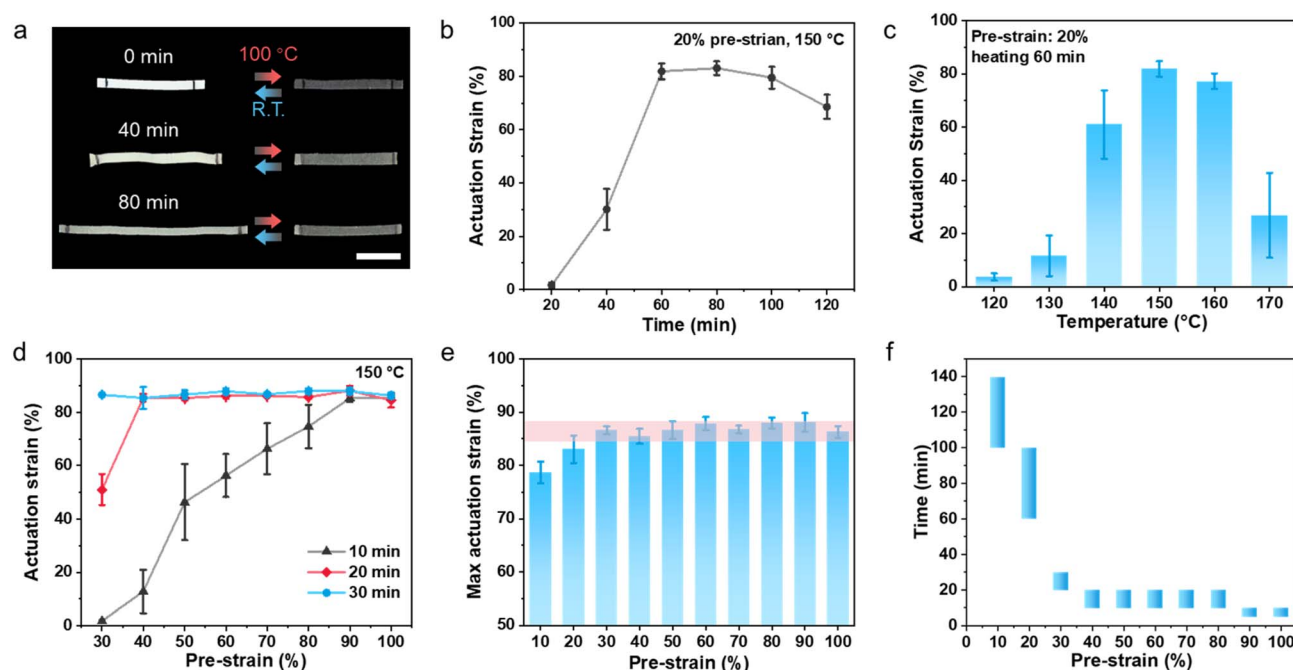 a
0 min
100 °C
R.T.
40 min
80 min
b
20% pre-strian, 150 °C
Actuation Strain (%)
100
80
60
40
20
0
20 40 60 80 100 120
Time (min)
c
Pre-strain: 20%
heating 60 min
Actuation Strain (%)
100
80
60
40
20
0
120 130 140 150 160 170
Temperature (°C)
d
150 °C
Actuation strain (%)
100
80
60
40
20
0
10 min
20 min
30 min
30 40 50 60 70 80 90 100
Pre-strain (%)
e
Max actuation strain (%)
100
90
80
70
60
50
10 20 30 40 50 60 70 80 90 100
Pre-strain (%)
f
Time (min)
140
120
100
80
60
40
20
0
0 10 20 30 40 50 60 70 80 90 100
Pre-strain (%)